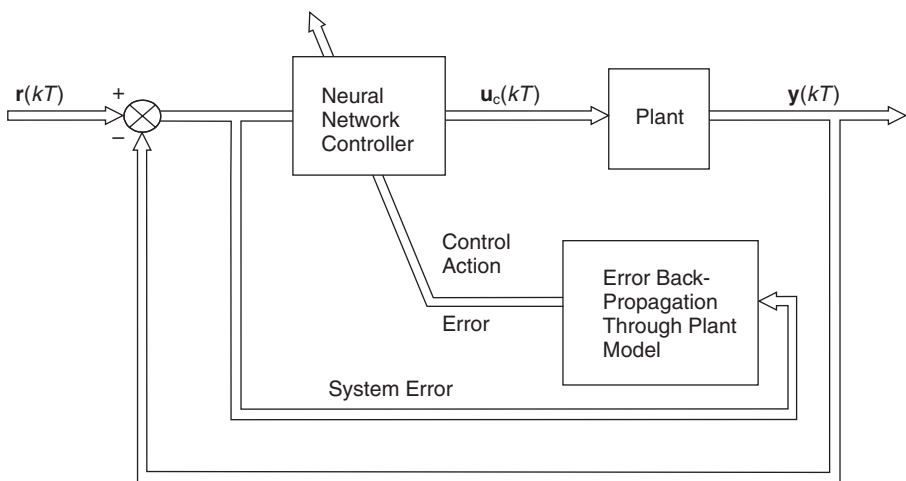 r(kT)
+
−
Neural
Network
Controller
u_c(kT)
Plant
y(kT)
Control
Action
Error
Error Back-
Propagation
Through Plant
Model
System Error